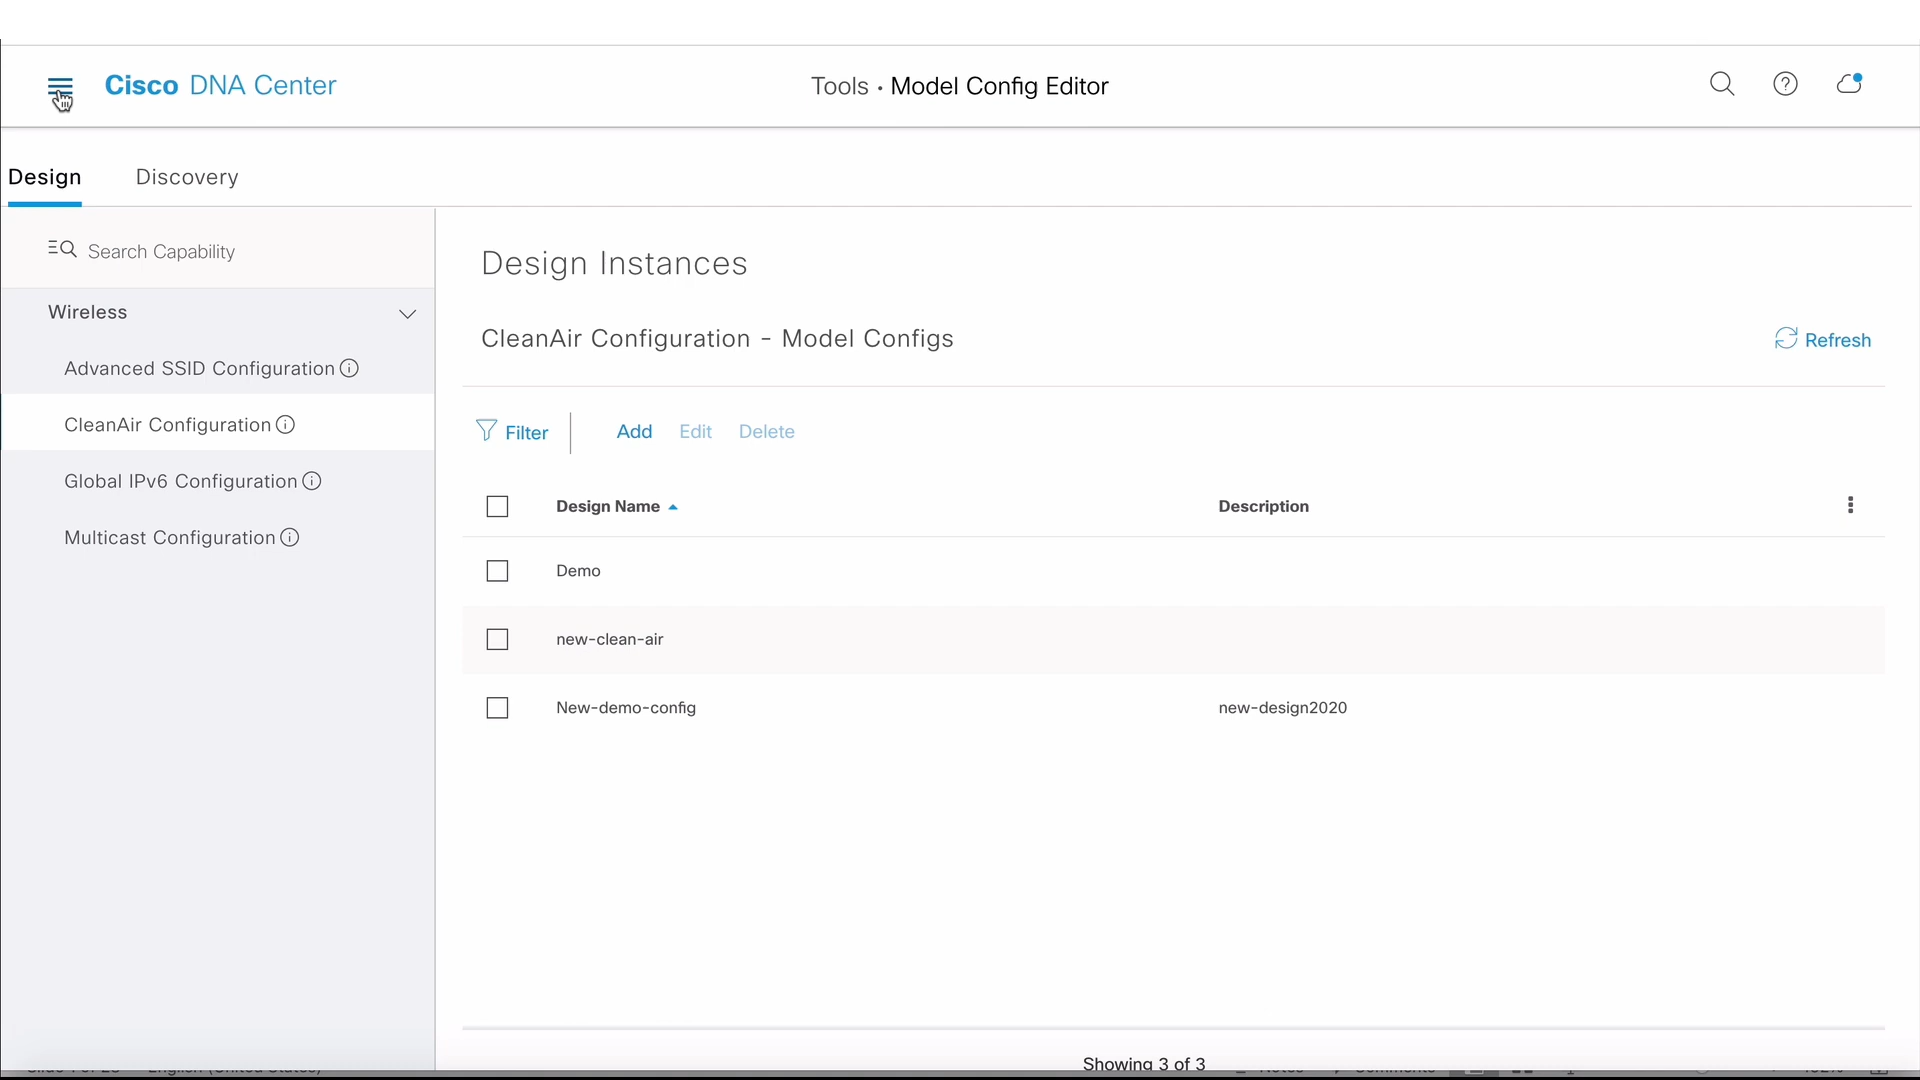 Cisco DNA Center
Tools • Model Config Editor
Design
Discovery
Search Capability
Wireless
Advanced SSID Configuration
CleanAir Configuration
Global IPv6 Configuration
Multicast Configuration
Design Instances
CleanAir Configuration - Model Configs
Refresh
Filter
Add
Edit
Delete
Design Name
Description
Demo
new-clean-air
New-demo-config
new-design2020
Showing 3 of 3